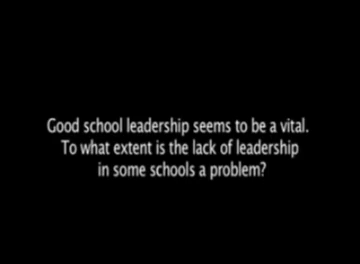 Good school leadership seems to be a vital.
To what extent is the lack of leadership
in some schools a problem?